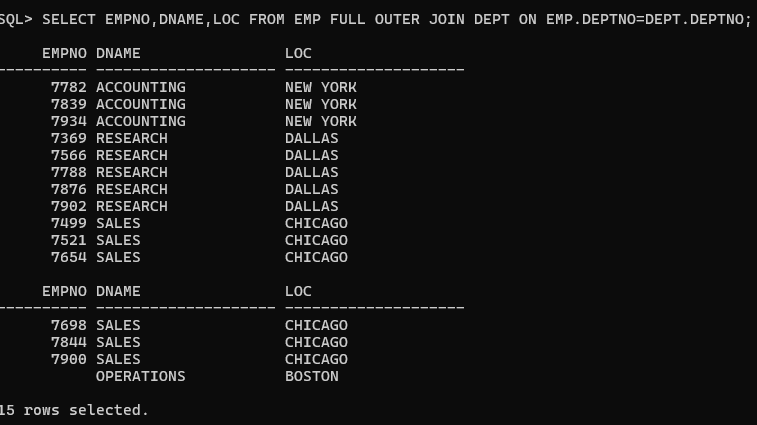 SQL> SELECT EMPNO,DNAME,LOC FROM EMP FULL OUTER JOIN DEPT ON EMP.DEPTNO=DEPT.DEPTNO;
EMPNO DNAME LOC
---------- -------------------- --------------------
7782 ACCOUNTING NEW YORK
7839 ACCOUNTING NEW YORK
7934 ACCOUNTING NEW YORK
7369 RESEARCH DALLAS
7566 RESEARCH DALLAS
7788 RESEARCH DALLAS
7876 RESEARCH DALLAS
7902 RESEARCH DALLAS
7499 SALES CHICAGO
7521 SALES CHICAGO
7654 SALES CHICAGO
EMPNO DNAME LOC
---------- -------------------- --------------------
7698 SALES CHICAGO
7844 SALES CHICAGO
7900 SALES CHICAGO
OPERATIONS BOSTON
15 rows selected.